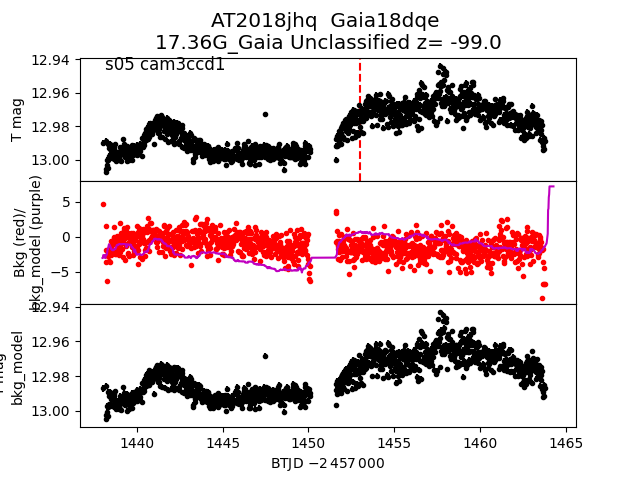 AT2018jhq  Gaia18dqe
17.36G_Gaia Unclassified z= -99.0
s05 cam3ccd1
T mag
12.94
12.96
12.98
13.00
Bkg (red)/
bkg_model (purple)
5
0
−5
bkg_model
12.94
12.96
12.98
13.00
1440 1445 1450 1455 1460 1465
BTJD −2 457 000